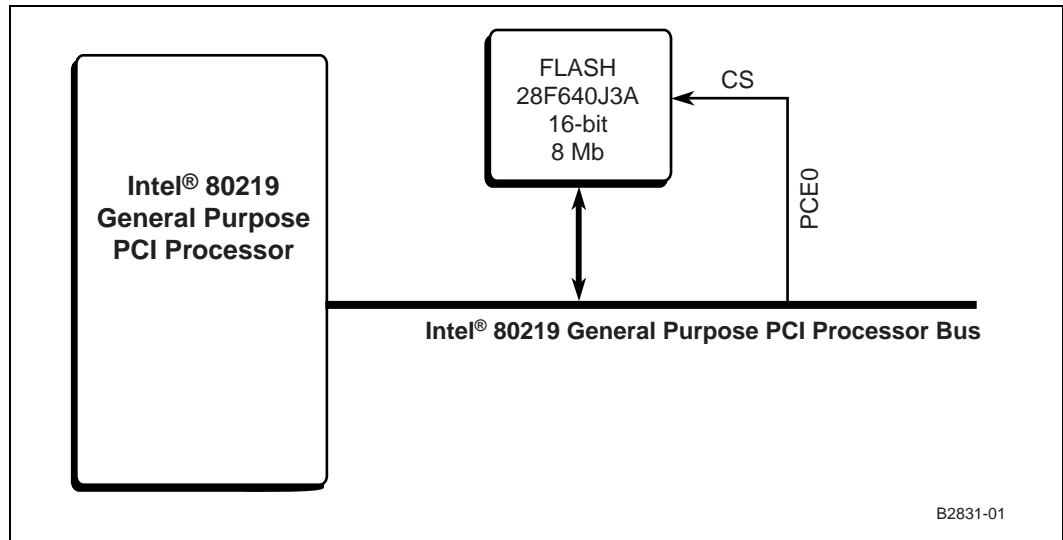 FLASH
28F640J3A
16-bit
8 Mb
CS
PCE0
Intel® 80219
General Purpose
PCI Processor
Intel® 80219 General Purpose PCI Processor Bus
B2831-01